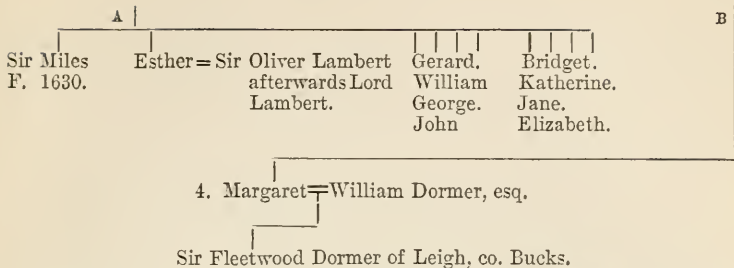 A B
Sir Miles Esther = Sir Oliver Lambert Gerard. Bridget.
F. 1630. afterwards Lord William Katherine.
Lambert. George. Jane.
John Elizabeth.
4. Margaret=William Dormer, esq.
Sir Fleetwood Dormer of Leigh, co. Bucks.